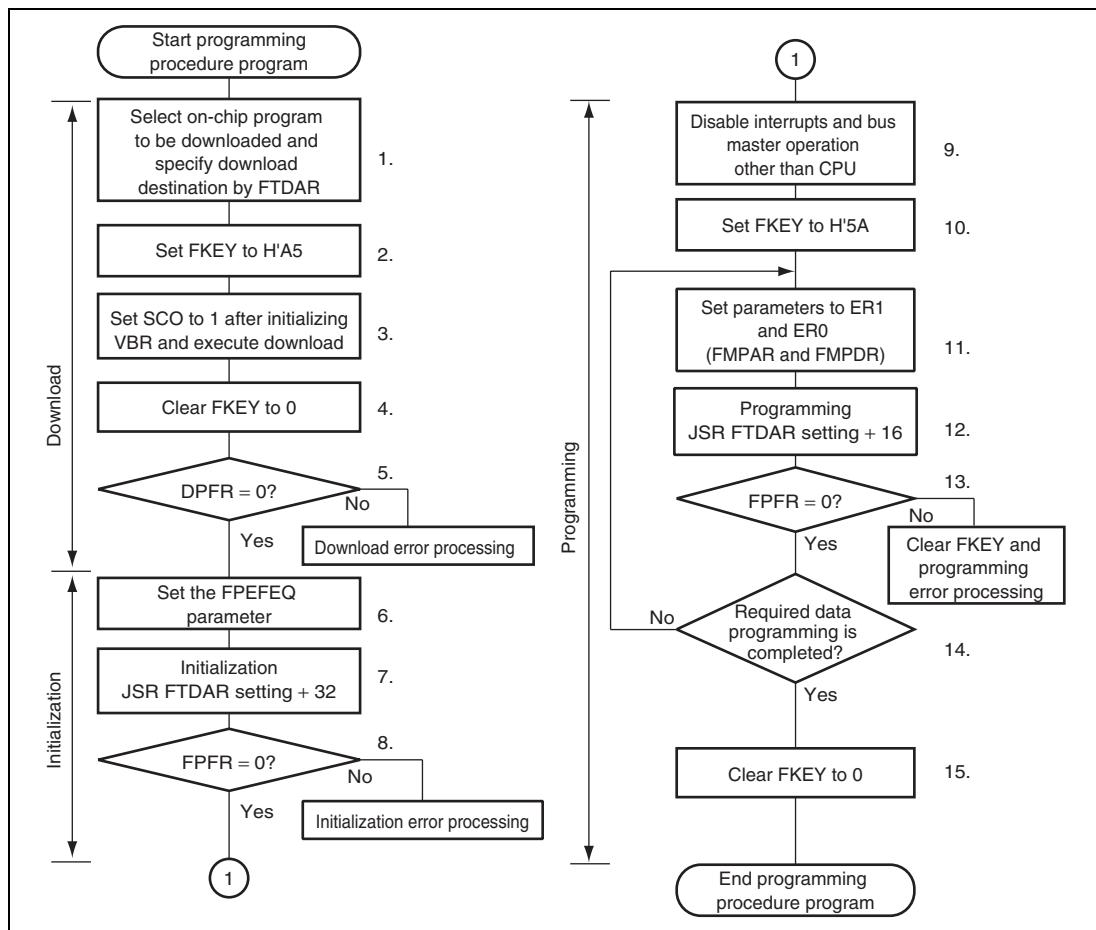 Start programming
procedure program
Download
Select on-chip program
to be downloaded and
specify download
destination by FTDAR
1.
Set FKEY to H'A5
2.
Set SCO to 1 after initializing
VBR and execute download
3.
Clear FKEY to 0
4.
DPFR = 0?
5.
No
Yes
Download error processing
Initialization
Set the FPEFEQ
parameter
6.
Initialization
JSR FTDAR setting + 32
7.
FPFR = 0?
8.
No
Yes
Initialization error processing
1
1
Programming
Disable interrupts and bus
master operation
other than CPU
9.
Set FKEY to H'5A
10.
Set parameters to ER1
and ER0
(FMPAR and FMPDR)
11.
Programming
JSR FTDAR setting + 16
12.
FPFR = 0?
13.
No
Yes
Clear FKEY and
programming
error processing
Required data
programming is
completed?
14.
No
Yes
Clear FKEY to 0
15.
End programming
procedure program